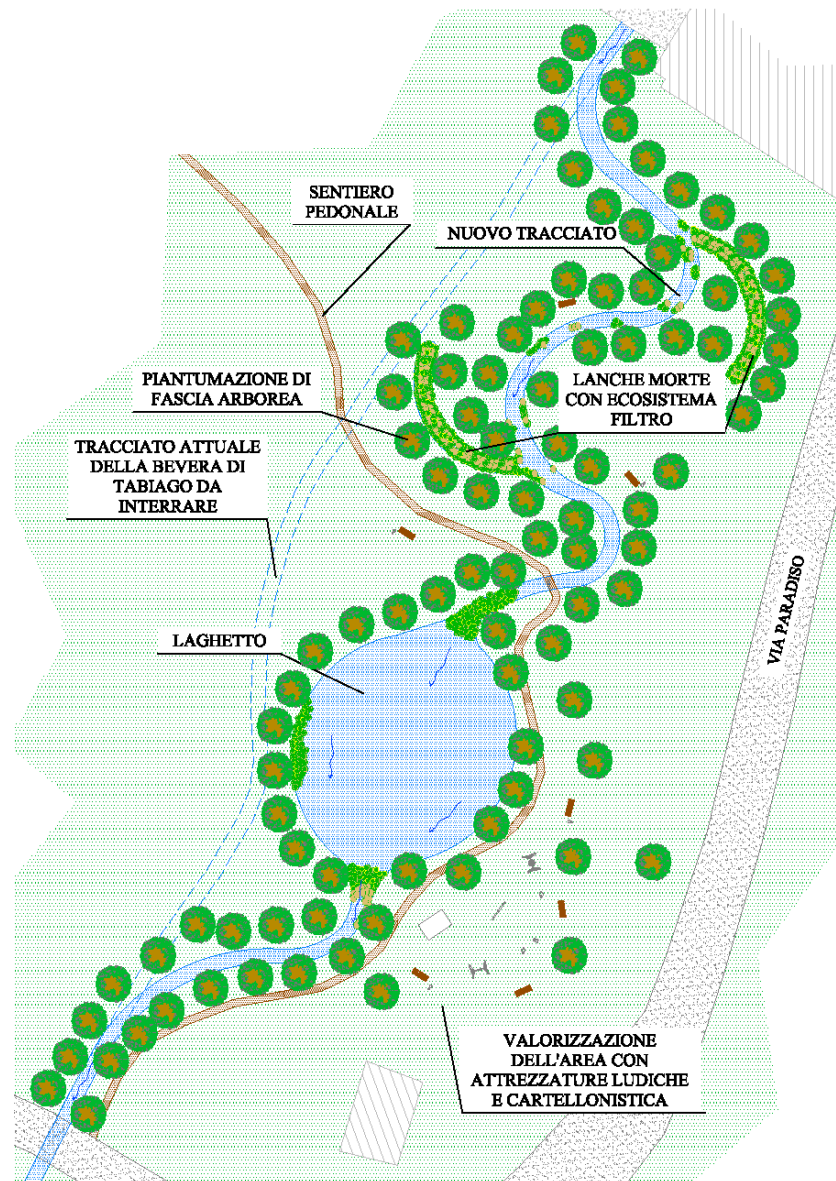 SENTIERO
PEDONALE
NUOVO TRACCIATO
PIANTUMAZIONE DI
FASCIA ARBOREA
LANCHE MORTE
CON ECOSISTEMA
FILTRO
TRACCIATO ATTUALE
DELLA BEVERA DI
TABIAGO DA
INTERRARE
LAGHETTO
VIA PARADISO
VALORIZZAZIONE
DELL'AREA CON
ATTREZZATURE LUDICHE
E CARTELLONISTICA